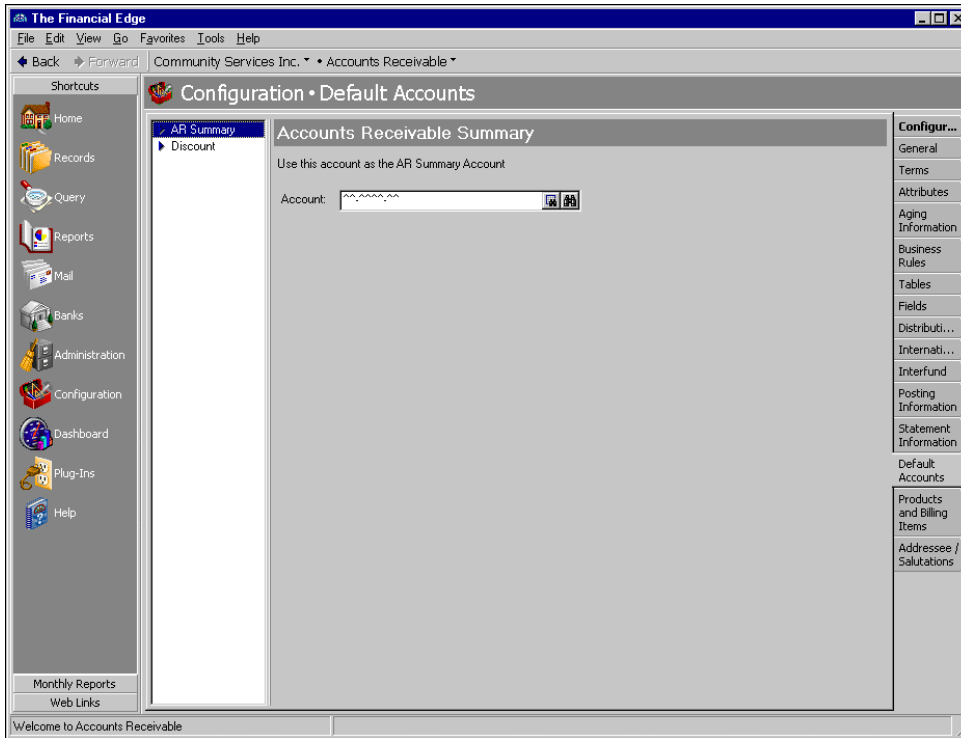 The Financial Edge
File Edit View Go Favorites Tools Help
Back Forward Community Services Inc. • Accounts Receivable
Shortcuts
Home
Records
Query
Reports
Mail
Banks
Administration
Configuration
Dashboard
Plug-Ins
Help
Monthly Reports
Web Links
Configuration • Default Accounts
AR Summary
Discount
Accounts Receivable Summary
Use this account as the AR Summary Account
Account: ^^-^^^^-^^
Configur...
General
Terms
Attributes
Aging
Information
Business
Rules
Tables
Fields
Distributi...
Internati...
Interfund
Posting
Information
Statement
Information
Default
Accounts
Products
and Billing
Items
Addressee /
Salutations
Welcome to Accounts Receivable